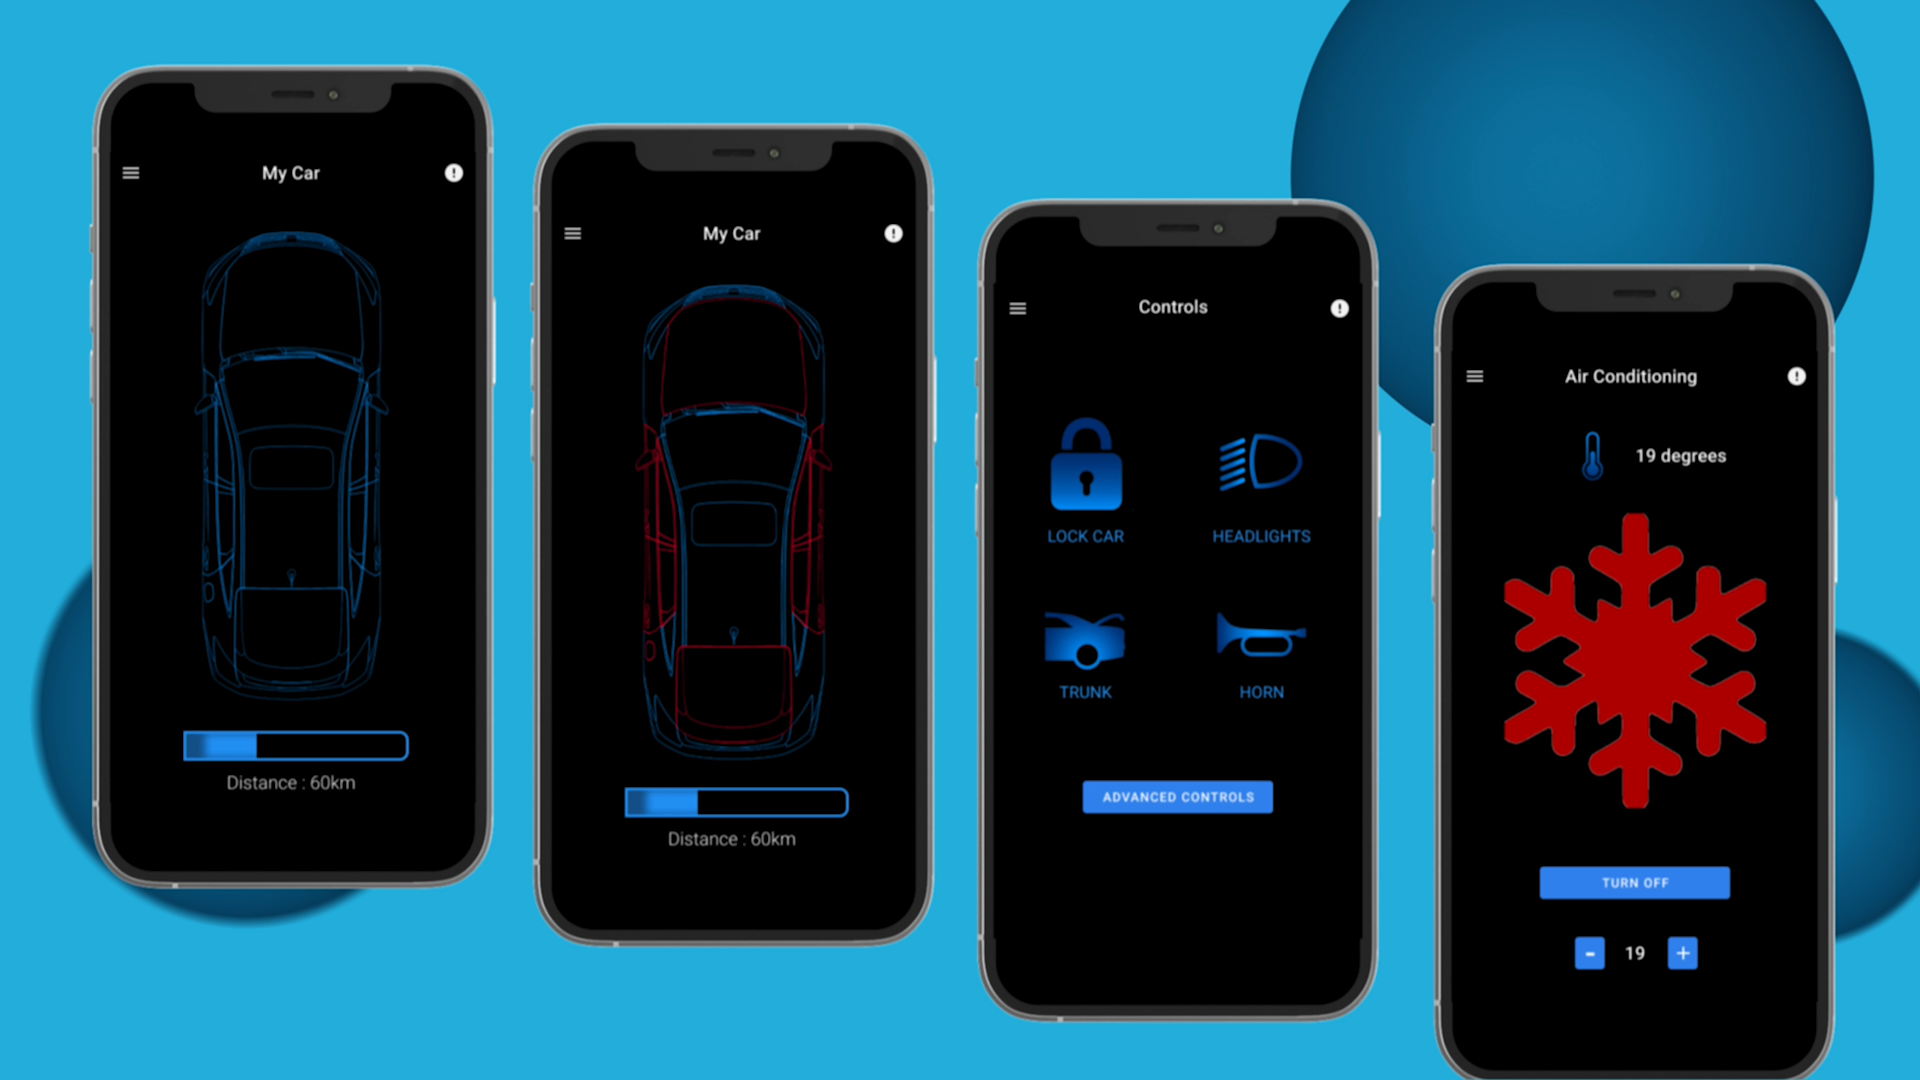 My Car
Distance : 60km
My Car
Distance : 60km
Controls
LOCK CAR
HEADLIGHTS
TRUNK
HORN
ADVANCED CONTROLS
Air Conditioning
19 degrees
TURN OFF
- 19 +